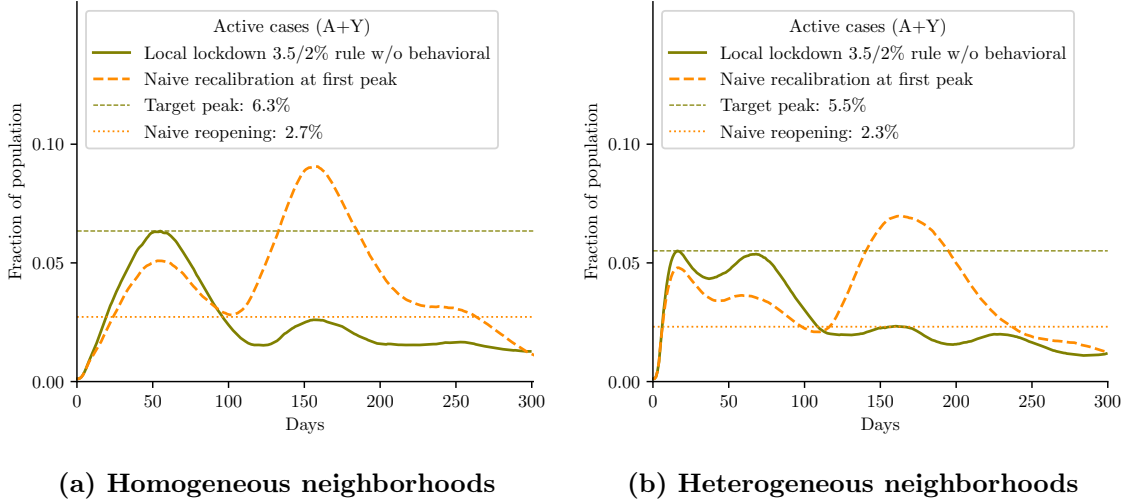 Active cases (A+Y)
Local lockdown 3.5/2% rule w/o behavioral
Naive recalibration at first peak
Target peak: 6.3%
Naive reopening: 2.7%
0.10
0.05
0.00
Fraction of population
0 50 100 150 200 250 300
Days
(a) Homogeneous neighborhoods
Active cases (A+Y)
Local lockdown 3.5/2% rule w/o behavioral
Naive recalibration at first peak
Target peak: 5.5%
Naive reopening: 2.3%
0.10
0.05
0.00
Fraction of population
0 50 100 150 200 250 300
Days
(b) Heterogeneous neighborhoods